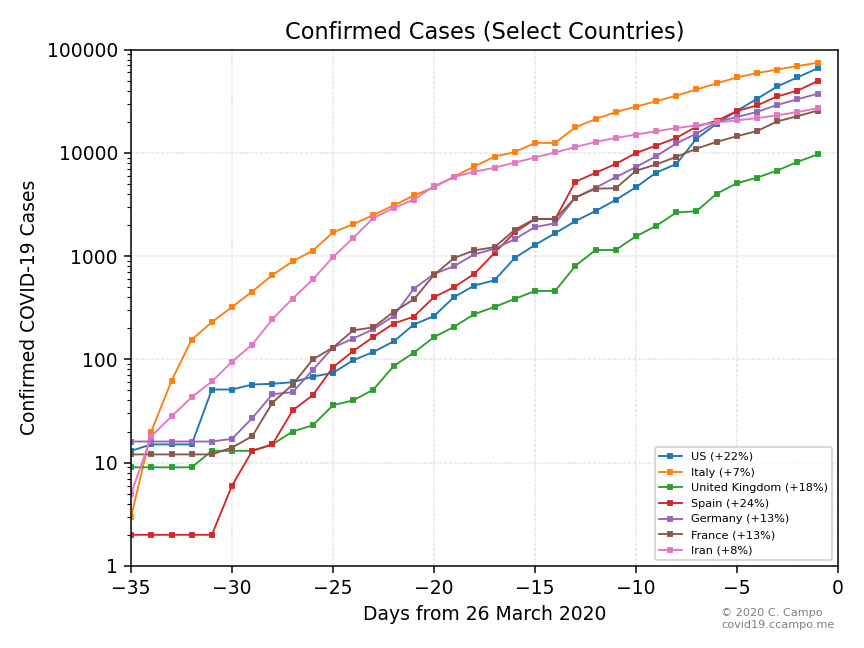 Confirmed Cases (Select Countries)
100000
10000
1000
100
10
1
Confirmed COVID-19 Cases
US (+22%)
Italy (+7%)
United Kingdom (+18%)
Spain (+24%)
Germany (+13%)
France (+13%)
Iran (+8%)
−35 −30 −25 −20 −15 −10 −5 0
Days from 26 March 2020
© 2020 C. Campo
covid19.ccampo.me